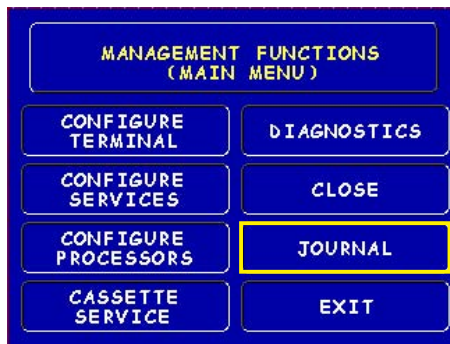 MANAGEMENT FUNCTIONS
(MAIN MENU)
CONFIGURE
TERMINAL
DIAGNOSTICS
CONFIGURE
SERVICES
CLOSE
CONFIGURE
PROCESSORS
JOURNAL
CASSETTE
SERVICE
EXIT